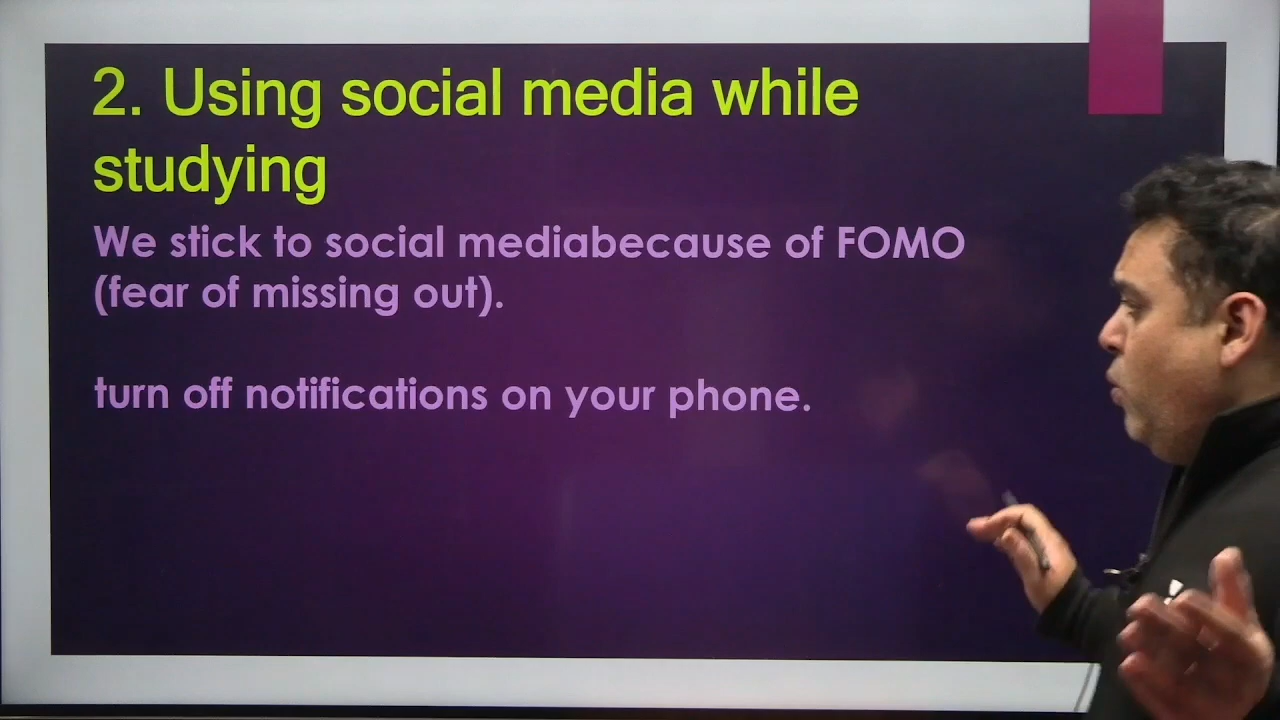 2. Using social media while
studying
We stick to social mediabecause of FOMO
(fear of missing out).
turn off notifications on your phone.